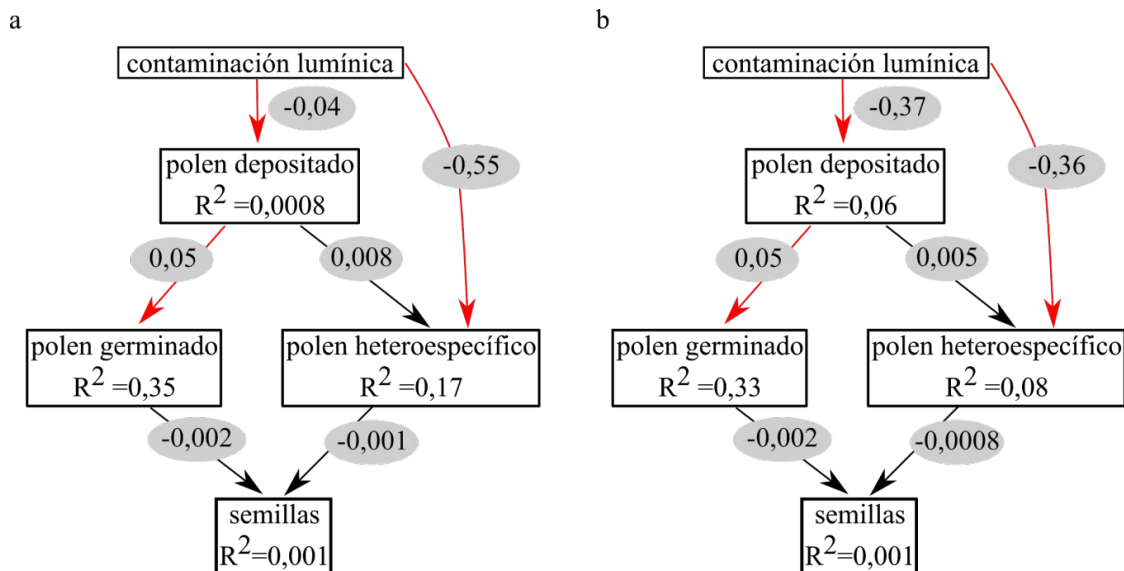 a
contaminación lumínica
-0,04
-0,55
polen depositado
R² =0,0008
0,05
0,008
polen germinado
R² =0,35
polen heteroespecífico
R² =0,17
-0,002
-0,001
semillas
R²=0,001
b
contaminación lumínica
-0,37
-0,36
polen depositado
R² =0,06
0,05
0,005
polen germinado
R² =0,33
polen heteroespecífico
R² =0,08
-0,002
-0,0008
semillas
R²=0,001